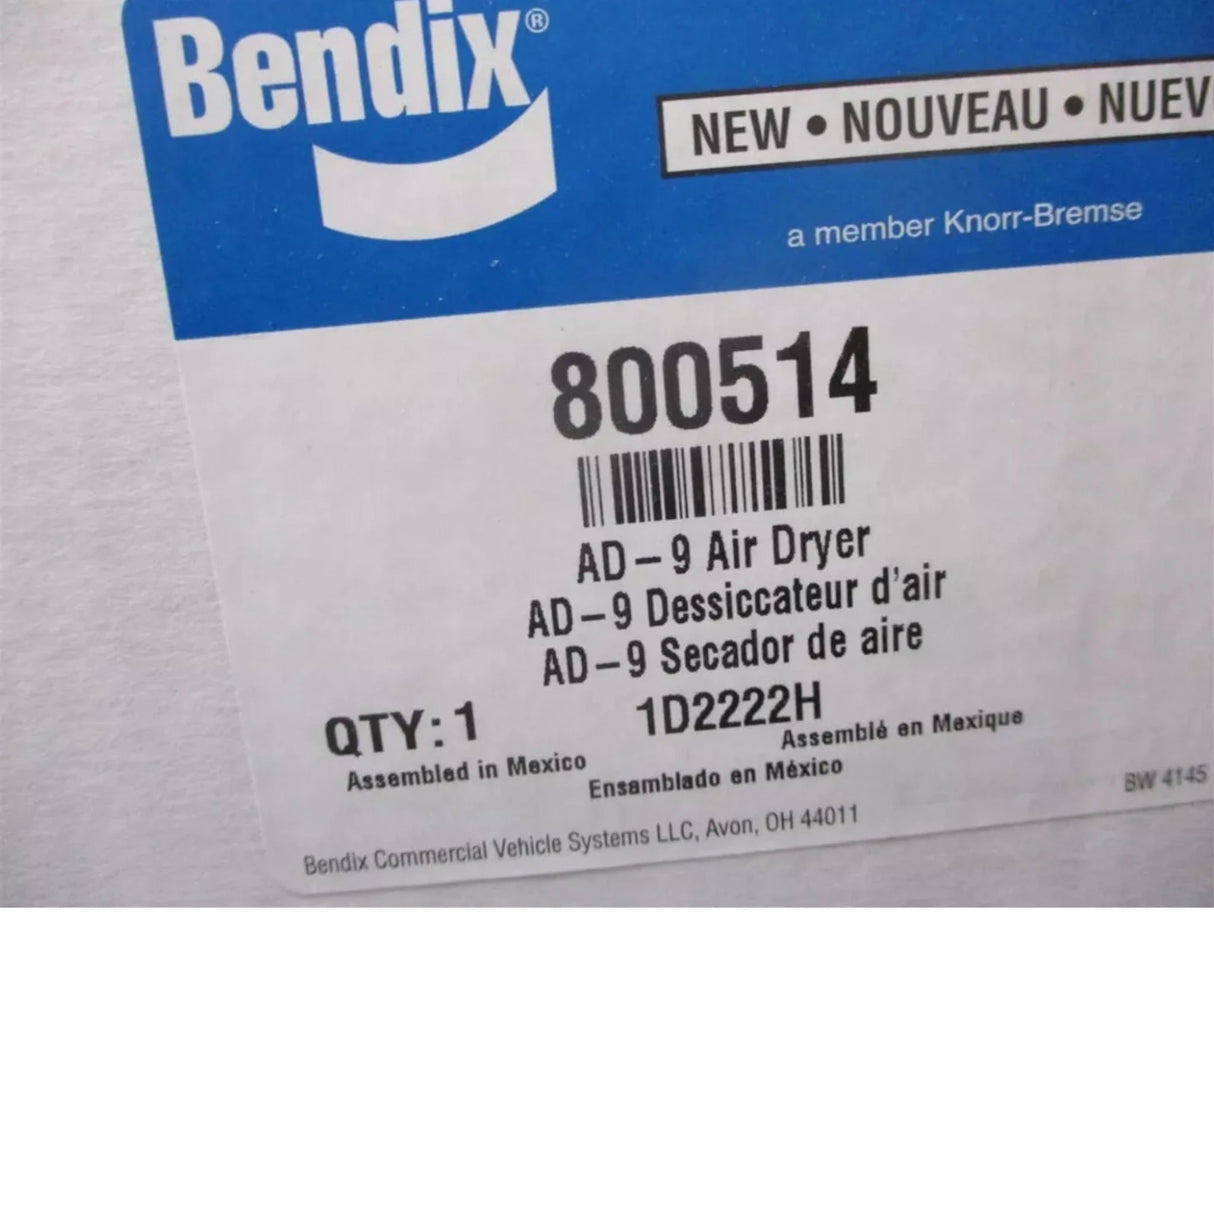 Bendix®
NEW • NOUVEAU • NUEV
a member Knorr-Bremse
800514
AD-9 Air Dryer
AD-9 Dessiccateur d'air
AD-9 Secador de aire
QTY: 1 1D2222H
Assembled in Mexico Assemblé en Mexique
Ensamblado en México
BW 4145
Bendix Commercial Vehicle Systems LLC, Avon, OH 44011